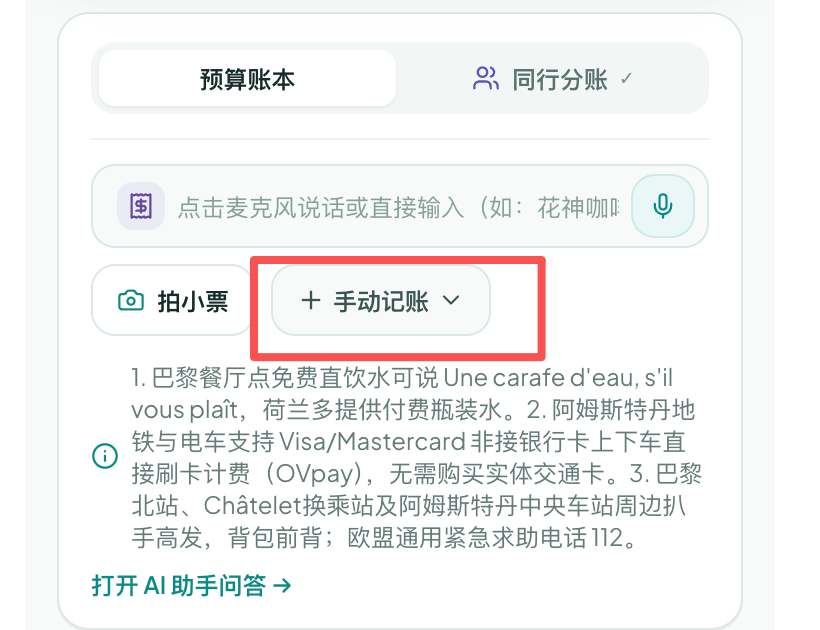 预算账本
同行分账 ✓
点击麦克风说话或直接输入（如：花神咖
拍小票
+ 手动记账
1. 巴黎餐厅点免费直饮水可说 Une carafe d'eau, s'il
vous plaît，荷兰多提供付费瓶装水。2. 阿姆斯特丹地
铁与电车支持 Visa/Mastercard 非接银行卡上下车直
接刷卡计费（OVpay），无需购买实体交通卡。3. 巴黎
北站、Châtelet换乘站及阿姆斯特丹中央车站周边扒
手高发，背包前背；欧盟通用紧急求助电话 112。
打开 AI 助手问答 →